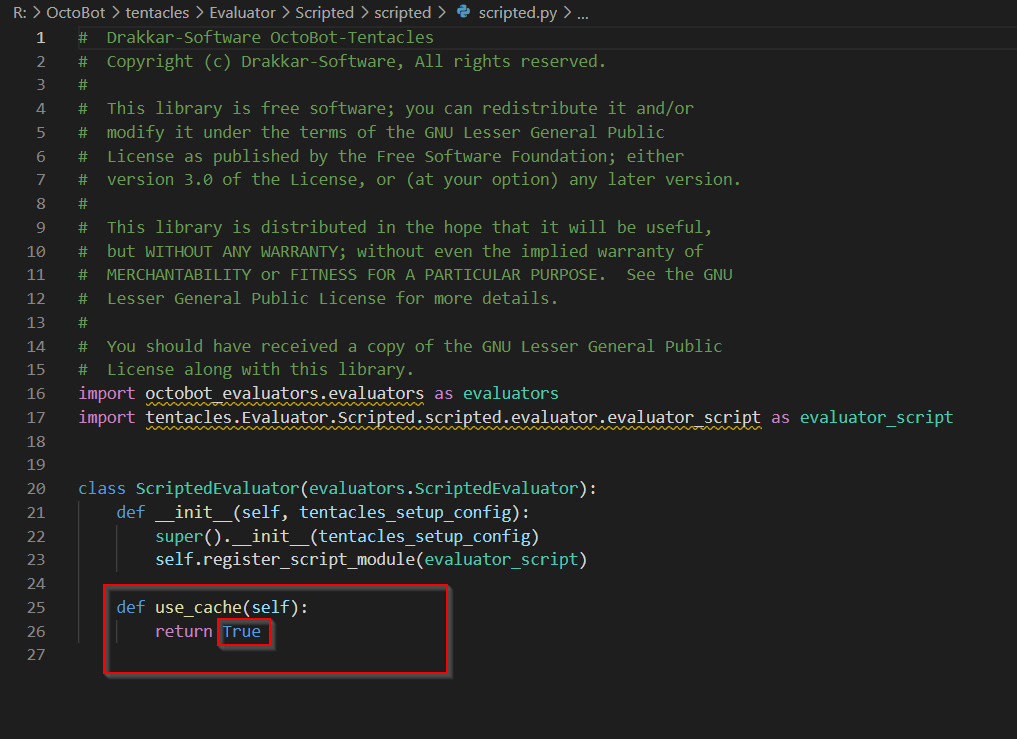 R: > OctoBot > tentacles > Evaluator > Scripted > scripted > scripted.py > ...
1 # Drakkar-Software OctoBot-Tentacles
2 # Copyright (c) Drakkar-Software, All rights reserved.
3 #
4 # This library is free software; you can redistribute it and/or
5 # modify it under the terms of the GNU Lesser General Public
6 # License as published by the Free Software Foundation; either
7 # version 3.0 of the License, or (at your option) any later version.
8 #
9 # This library is distributed in the hope that it will be useful,
10 # but WITHOUT ANY WARRANTY; without even the implied warranty of
11 # MERCHANTABILITY or FITNESS FOR A PARTICULAR PURPOSE.  See the GNU
12 # Lesser General Public License for more details.
13 #
14 # You should have received a copy of the GNU Lesser General Public
15 # License along with this library.
16 import octobot_evaluators.evaluators as evaluators
17 import tentacles.Evaluator.Scripted.scripted.evaluator.evaluator_script as evaluator_script
18
19
20 class ScriptedEvaluator(evaluators.ScriptedEvaluator):
21     def __init__(self, tentacles_setup_config):
22         super().__init__(tentacles_setup_config)
23         self.register_script_module(evaluator_script)
24
25     def use_cache(self):
26         return True
27